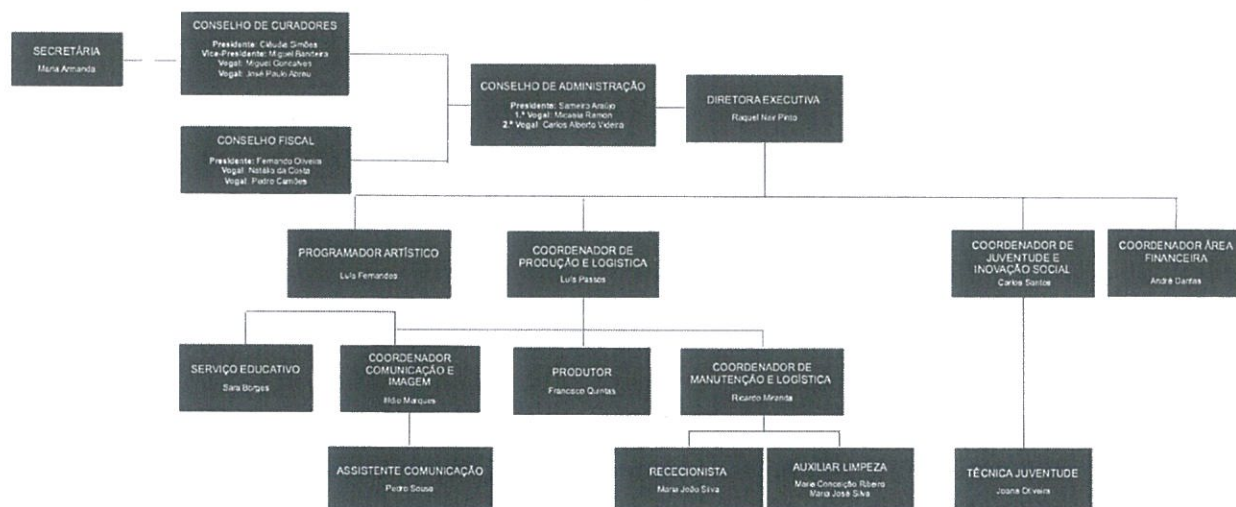 SECRETÁRIA
Maria Armanda
CONSELHO DE CURADORES
Presidente: Cláudia Simões
Vice-Presidente: Miguel Bandeira
Vogal: Miguel Gonçalves
Vogal: José Paulo Abreu
CONSELHO FISCAL
Presidente: Fernando Oliveira
Vogal: Natálio da Costa
Vogal: Pedro Camões
CONSELHO DE ADMINISTRAÇÃO
Presidente: Sameiro Araújo
1.ª Vogal: Micaela Ramon
2.º Vogal: Carlos Alberto Videira
DIRETORA EXECUTIVA
Raquel Nair Pinto
PROGRAMADOR ARTÍSTICO
Luís Fernandes
COORDENADOR DE
PRODUÇÃO E LOGISTICA
Luís Passos
COORDENADOR DE
JUVENTUDE E
INOVAÇÃO SOCIAL
Carlos Santos
COORDENADOR ÁREA
FINANCEIRA
André Dantas
SERVIÇO EDUCATIVO
Sara Borges
COORDENADOR
COMUNICAÇÃO E
IMAGEM
Ilídio Marques
PRODUTOR
Francisco Quintas
COORDENADOR DE
MANUTENÇÃO E LOGÍSTICA
Ricardo Miranda
ASSISTENTE COMUNICAÇÃO
Pedro Sousa
RECECIONISTA
Maria João Silva
AUXILIAR LIMPEZA
Maria Conceição Ribeiro
Maria José Silva
TÉCNICA JUVENTUDE
Joana Oliveira